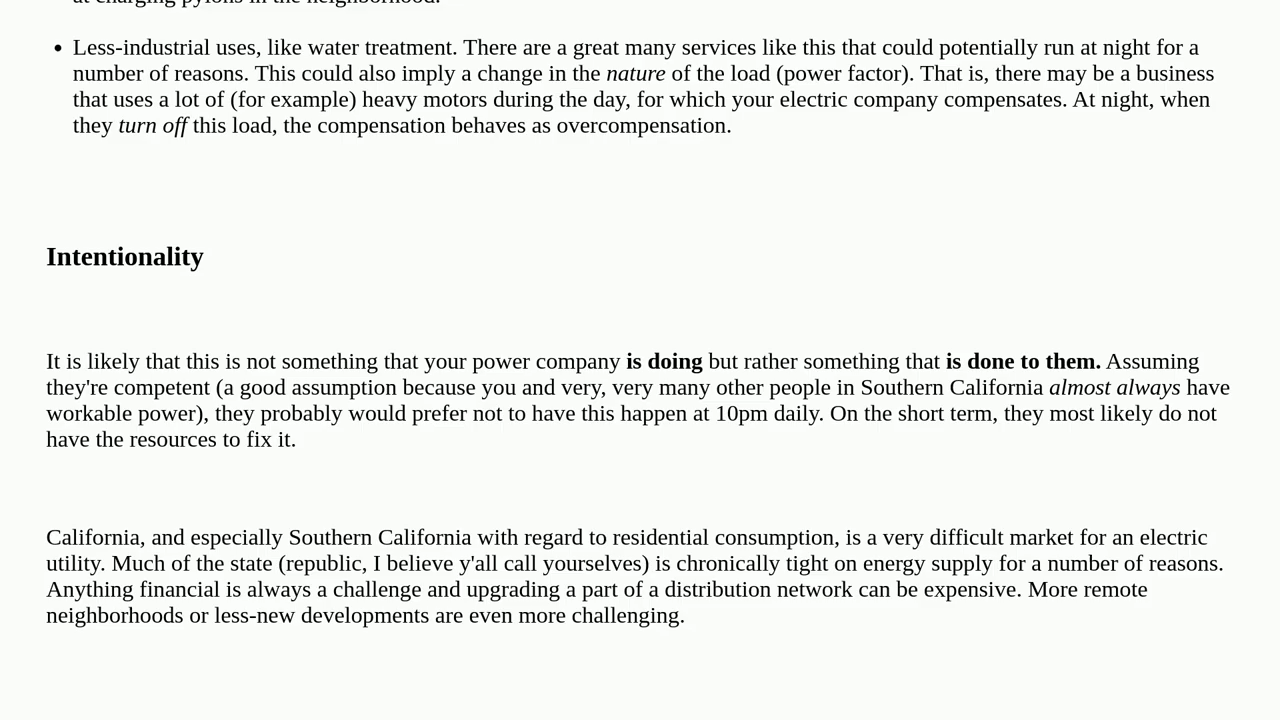 at charging pylons in the neighborhood.
• Less-industrial uses, like water treatment. There are a great many services like this that could potentially run at night for a
number of reasons. This could also imply a change in the nature of the load (power factor). That is, there may be a business
that uses a lot of (for example) heavy motors during the day, for which your electric company compensates. At night, when
they turn off this load, the compensation behaves as overcompensation.
Intentionality
It is likely that this is not something that your power company is doing but rather something that is done to them. Assuming
they're competent (a good assumption because you and very, very many other people in Southern California almost always have
workable power), they probably would prefer not to have this happen at 10pm daily. On the short term, they most likely do not
have the resources to fix it.
California, and especially Southern California with regard to residential consumption, is a very difficult market for an electric
utility. Much of the state (republic, I believe y'all call yourselves) is chronically tight on energy supply for a number of reasons.
Anything financial is always a challenge and upgrading a part of a distribution network can be expensive. More remote
neighborhoods or less-new developments are even more challenging.